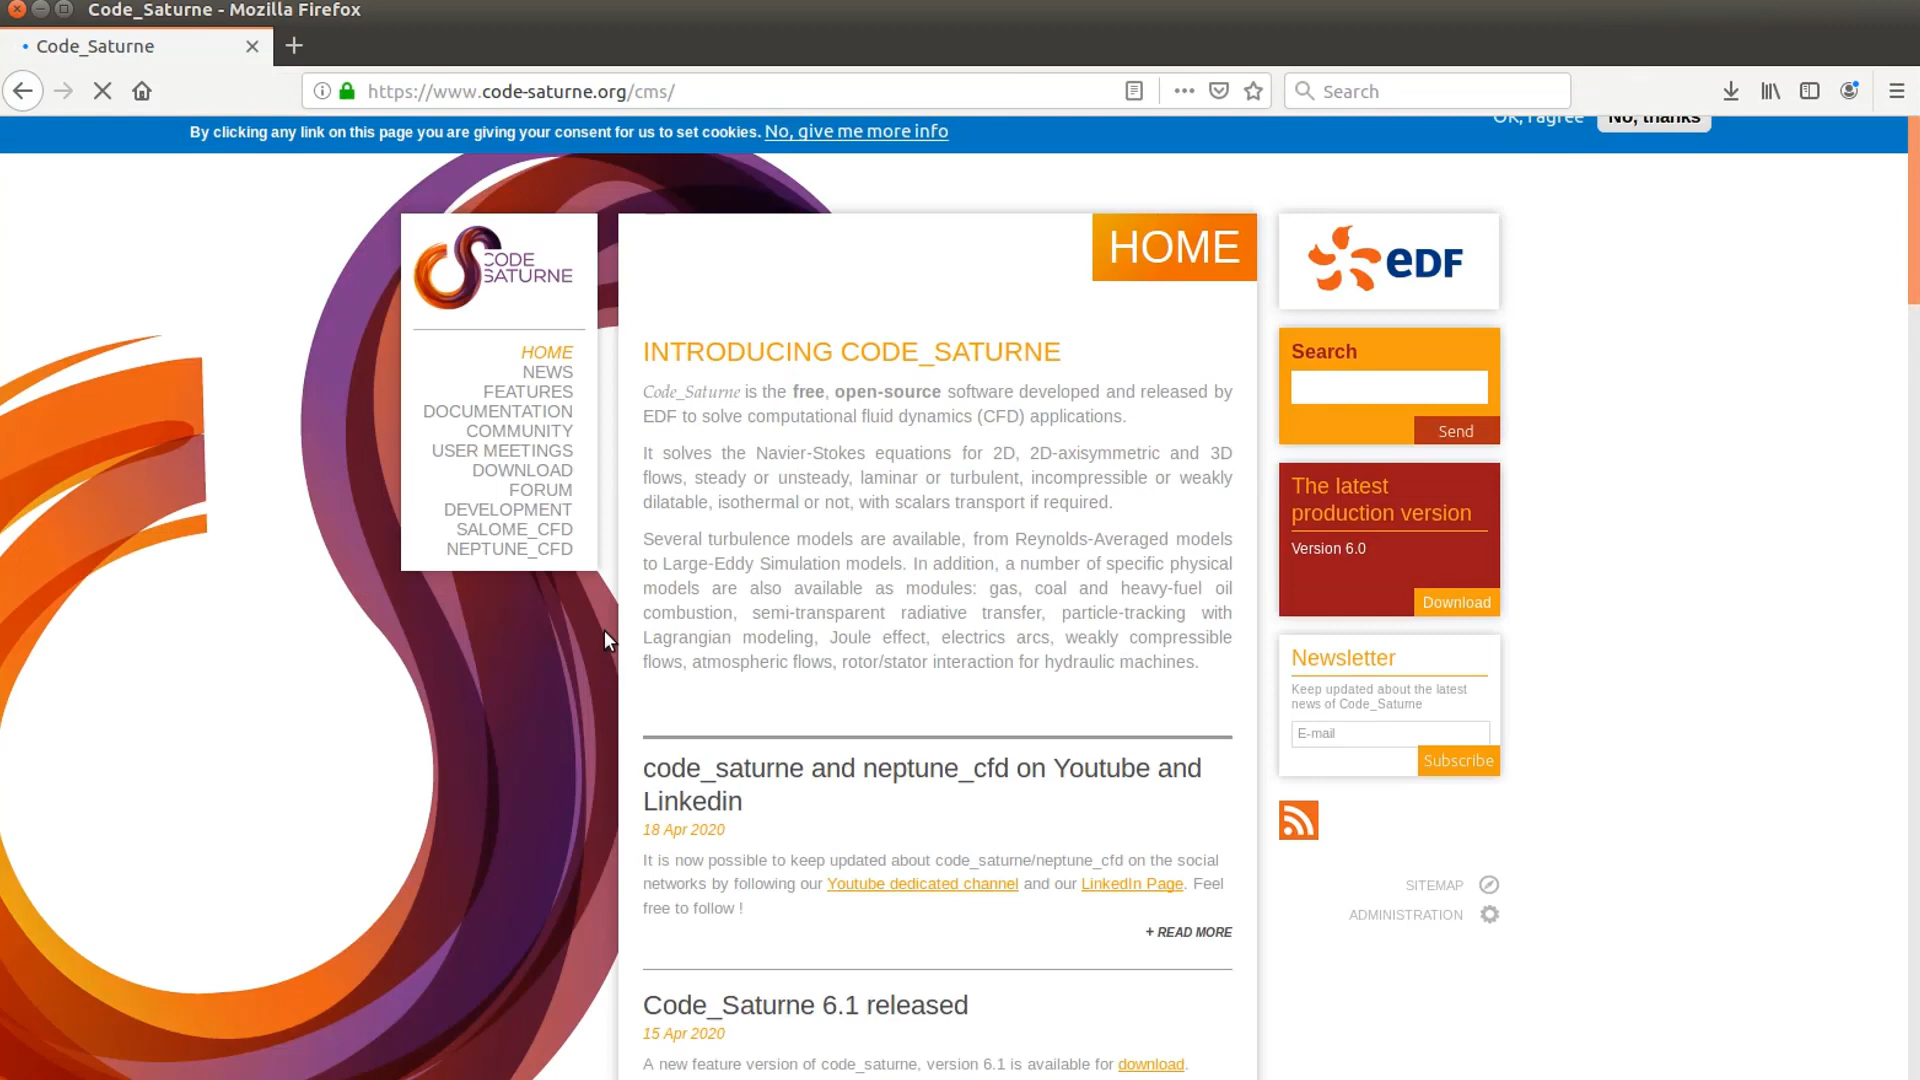 Code_Saturne - Mozilla Firefox
Code_Saturne
https://www.code-saturne.org/cms/
Search
By clicking any link on this page you are giving your consent for us to set cookies. No, give me more info
OK, I agree
No, thanks
CODE
SATURNE
HOME
NEWS
FEATURES
DOCUMENTATION
COMMUNITY
USER MEETINGS
DOWNLOAD
FORUM
DEVELOPMENT
SALOME_CFD
NEPTUNE_CFD
HOME
INTRODUCING CODE_SATURNE
Code_Saturne is the free, open-source software developed and released by
EDF to solve computational fluid dynamics (CFD) applications.
It solves the Navier-Stokes equations for 2D, 2D-axisymmetric and 3D
flows, steady or unsteady, laminar or turbulent, incompressible or weakly
dilatable, isothermal or not, with scalars transport if required.
Several turbulence models are available, from Reynolds-Averaged models
to Large-Eddy Simulation models. In addition, a number of specific physical
models are also available as modules: gas, coal and heavy-fuel oil
combustion, semi-transparent radiative transfer, particle-tracking with
Lagrangian modeling, Joule effect, electrics arcs, weakly compressible
flows, atmospheric flows, rotor/stator interaction for hydraulic machines.
code_saturne and neptune_cfd on Youtube and
Linkedin
18 Apr 2020
It is now possible to keep updated about code_saturne/neptune_cfd on the social
networks by following our Youtube dedicated channel and our LinkedIn Page. Feel
free to follow !
+ READ MORE
Code_Saturne 6.1 released
15 Apr 2020
A new feature version of code_saturne, version 6.1 is available for download.
eDF
Search
Send
The latest
production version
Version 6.0
Download
Newsletter
Keep updated about the latest
news of Code_Saturne
E-mail
Subscribe
SITEMAP
ADMINISTRATION